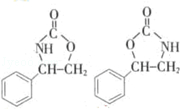 O O
NH O O NH
CH—CH₂ CH—CH₂